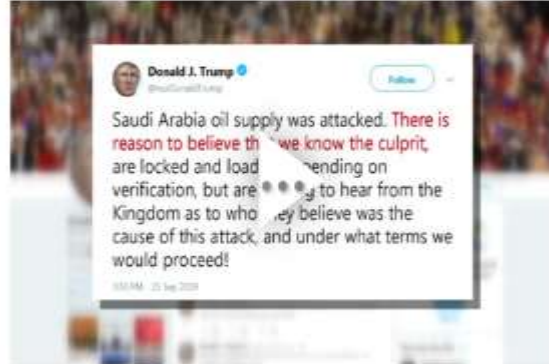 Donald J. Trump
Follow
Saudi Arabia oil supply was attacked. There is
reason to believe that we know the culprit,
are locked and load pending on
verification, but are to hear from the
Kingdom as to who they believe was the
cause of this attack, and under what terms we
would proceed!